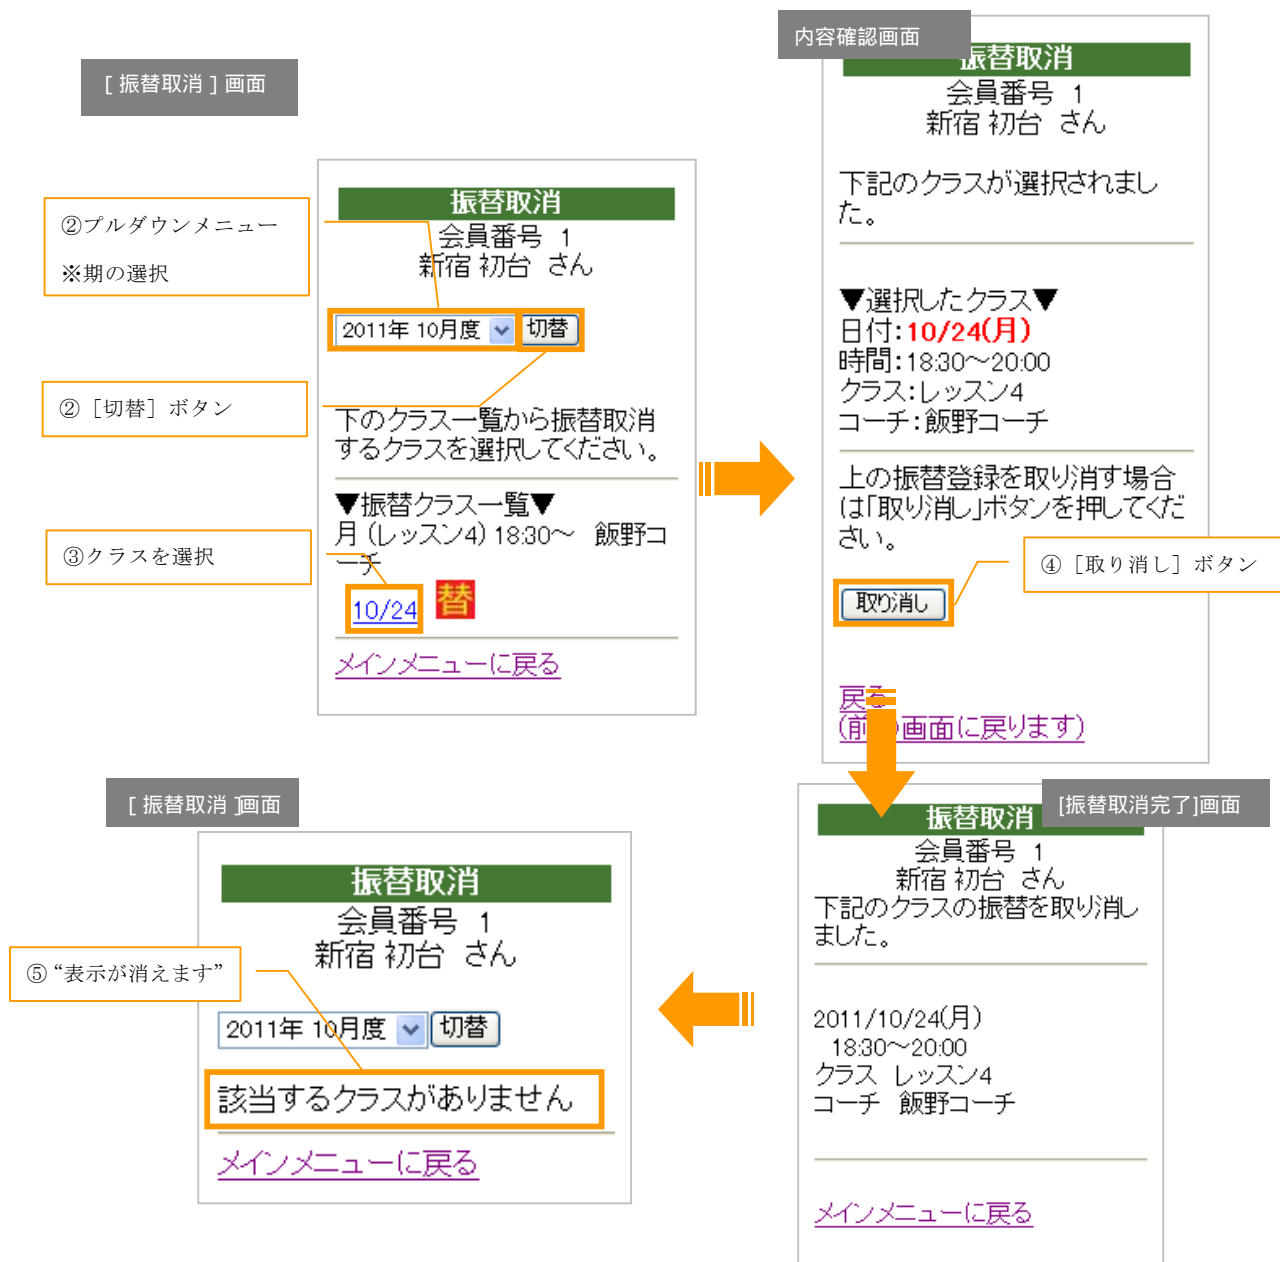 [ 振替取消 ] 画面
②プルダウンメニュー
※期の選択
② [切替] ボタン
③クラスを選択
振替取消
会員番号 1
新宿 初台 さん
2011年 10月度
切替
下のクラス一覧から振替取消
するクラスを選択してください。
▼振替クラス一覧▼
月 (レッスン4) 18:30～ 飯野コ
ーチ
10/24
替
メインメニューに戻る
内容確認画面
振替取消
会員番号 1
新宿 初台 さん
下記のクラスが選択されまし
た。
▼選択したクラス▼
日付：10/24(月)
時間：18:30～20:00
クラス：レッスン4
コーチ：飯野コーチ
上の振替登録を取り消す場合
は「取り消し」ボタンを押してくだ
さい。
④ [取り消し] ボタン
取り消し
戻る
(前の画面に戻ります)
[振替取消完了]画面
振替取消
会員番号 1
新宿 初台 さん
下記のクラスの振替を取り消し
ました。
2011/10/24(月)
18:30～20:00
クラス レッスン4
コーチ 飯野コーチ
メインメニューに戻る
[ 振替取消 ]画面
振替取消
会員番号 1
新宿 初台 さん
⑤ “表示が消えます”
2011年 10月度
切替
該当するクラスがありません
メインメニューに戻る